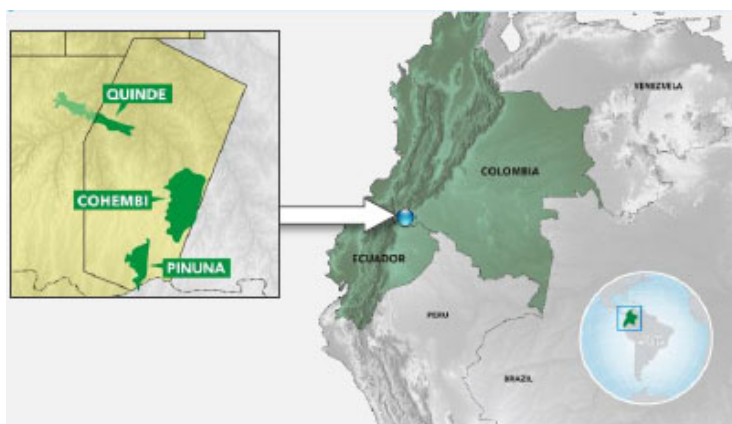 QUINDE
COHEMBI
PINUNA
VENEZUELA
COLOMBIA
ECUADOR
PERU
BRAZIL